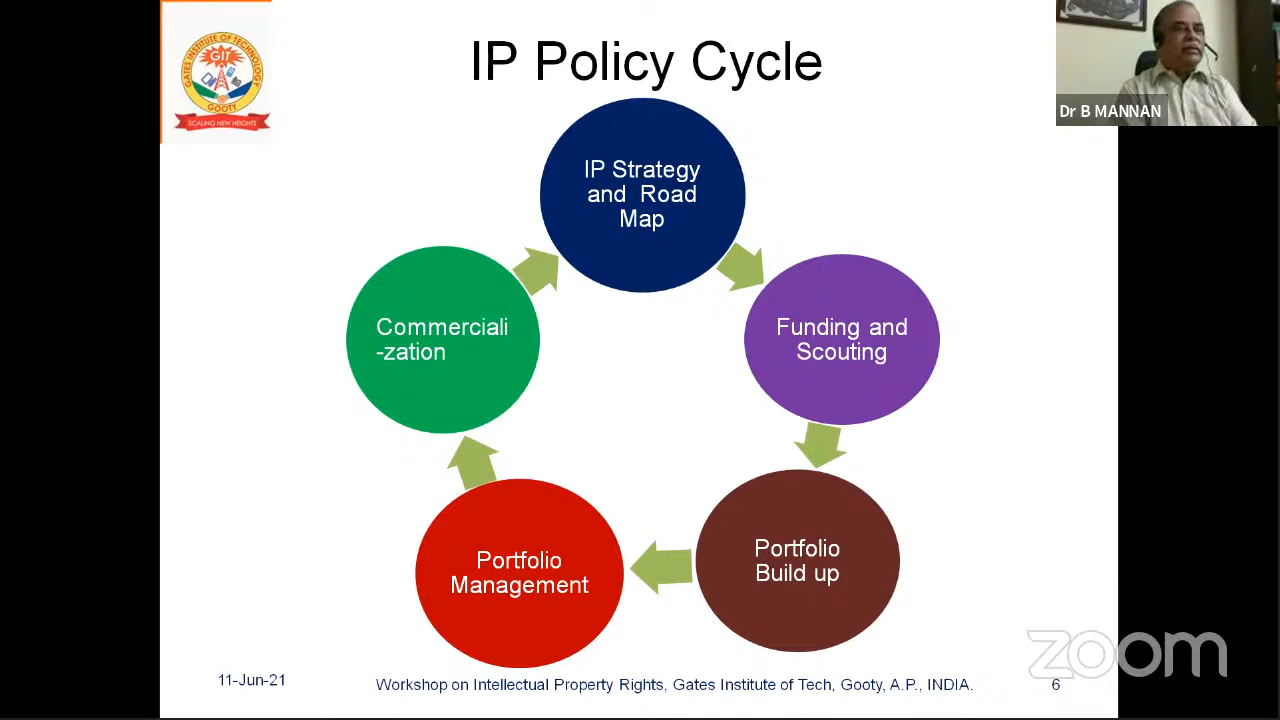 IP Policy Cycle
GATES INSTITUTE OF TECHNOLOGY
GIT
GOOTY
SCALING NEW HEIGHTS
Dr B MANNAN
IP Strategy
and Road
Map
Funding and
Scouting
Portfolio
Build up
Portfolio
Management
Commerciali
-zation
zoom
11-Jun-21
Workshop on Intellectual Property Rights, Gates Institute of Tech, Gooty, A.P., INDIA.
6